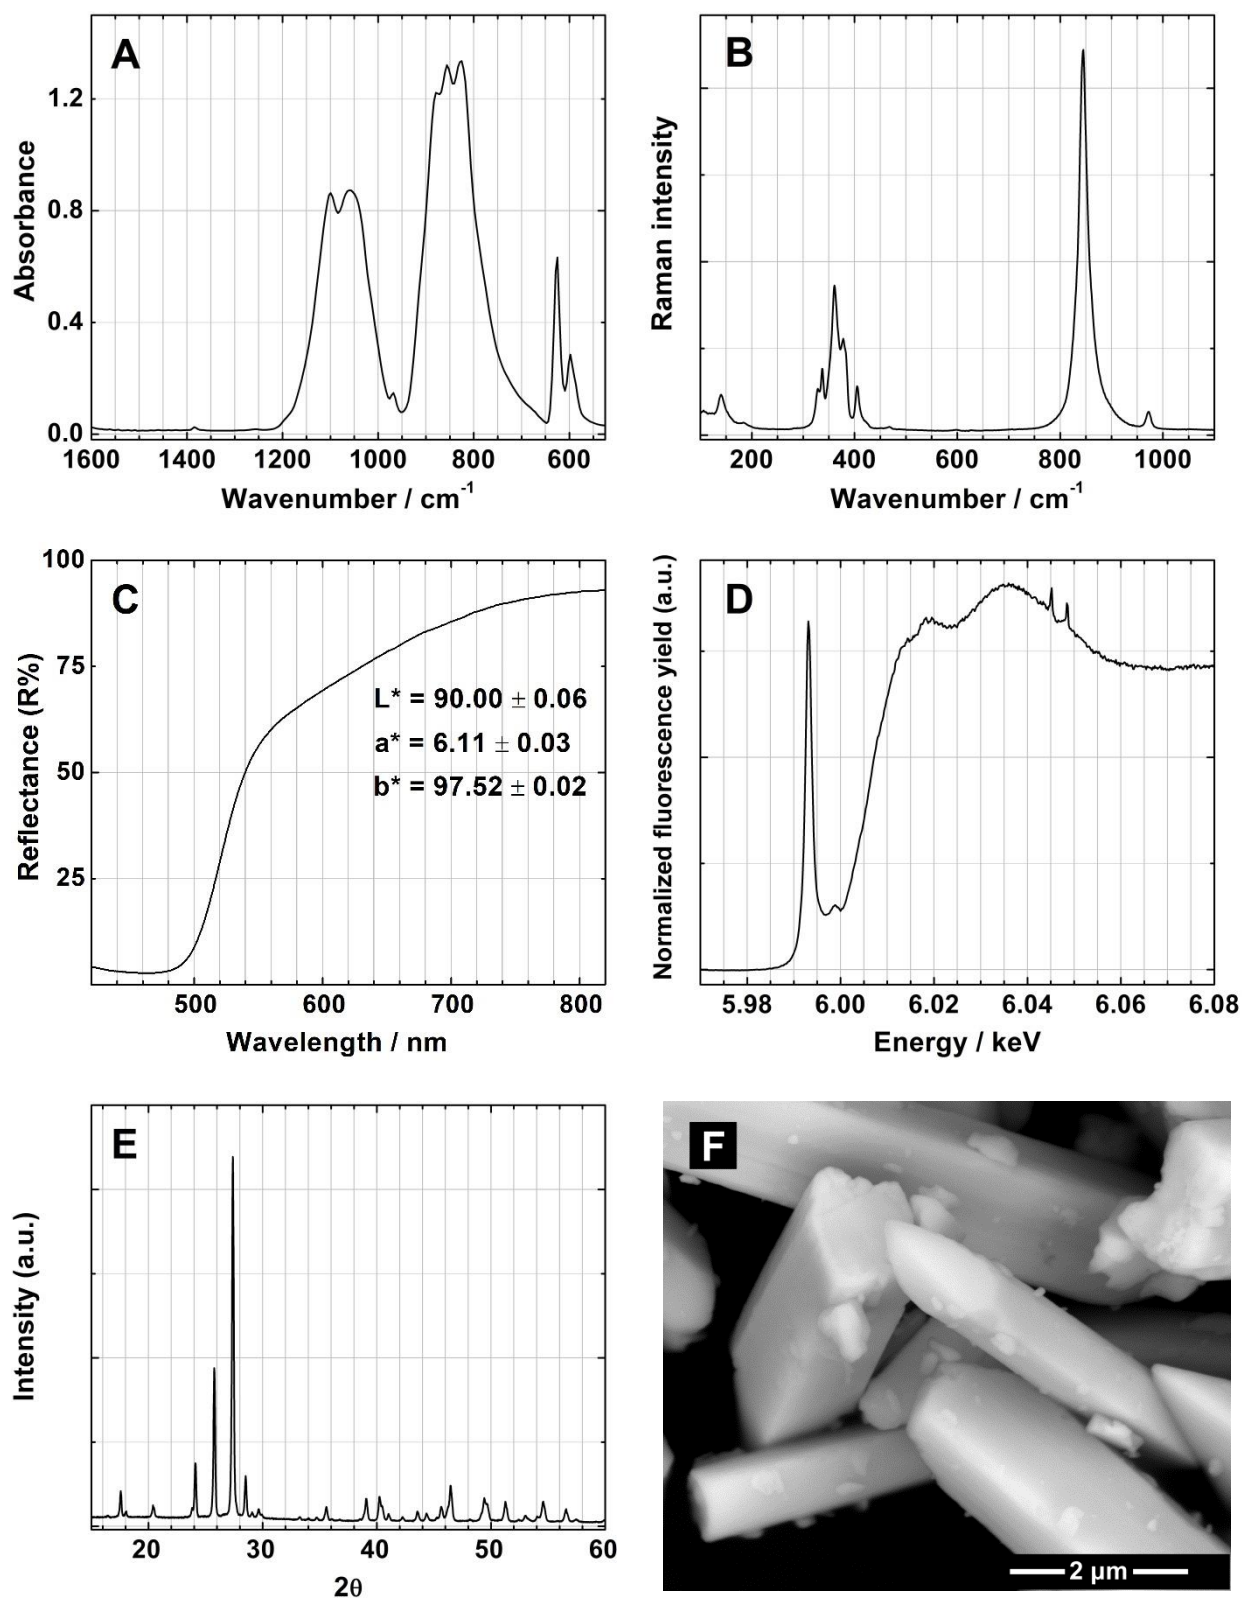 A
Absorbance
1.2
0.8
0.4
0.0
1600 1400 1200 1000 800 600
Wavenumber / cm⁻¹
B
Raman intensity
200 400 600 800 1000
Wavenumber / cm⁻¹
C
Reflectance (R%)
100
75
50
25
L* = 90.00 ± 0.06
a* = 6.11 ± 0.03
b* = 97.52 ± 0.02
500 600 700 800
Wavelength / nm
D
Normalized fluorescence yield (a.u.)
5.98 6.00 6.02 6.04 6.06 6.08
Energy / keV
E
Intensity (a.u.)
20 30 40 50 60
2θ
F
2 µm